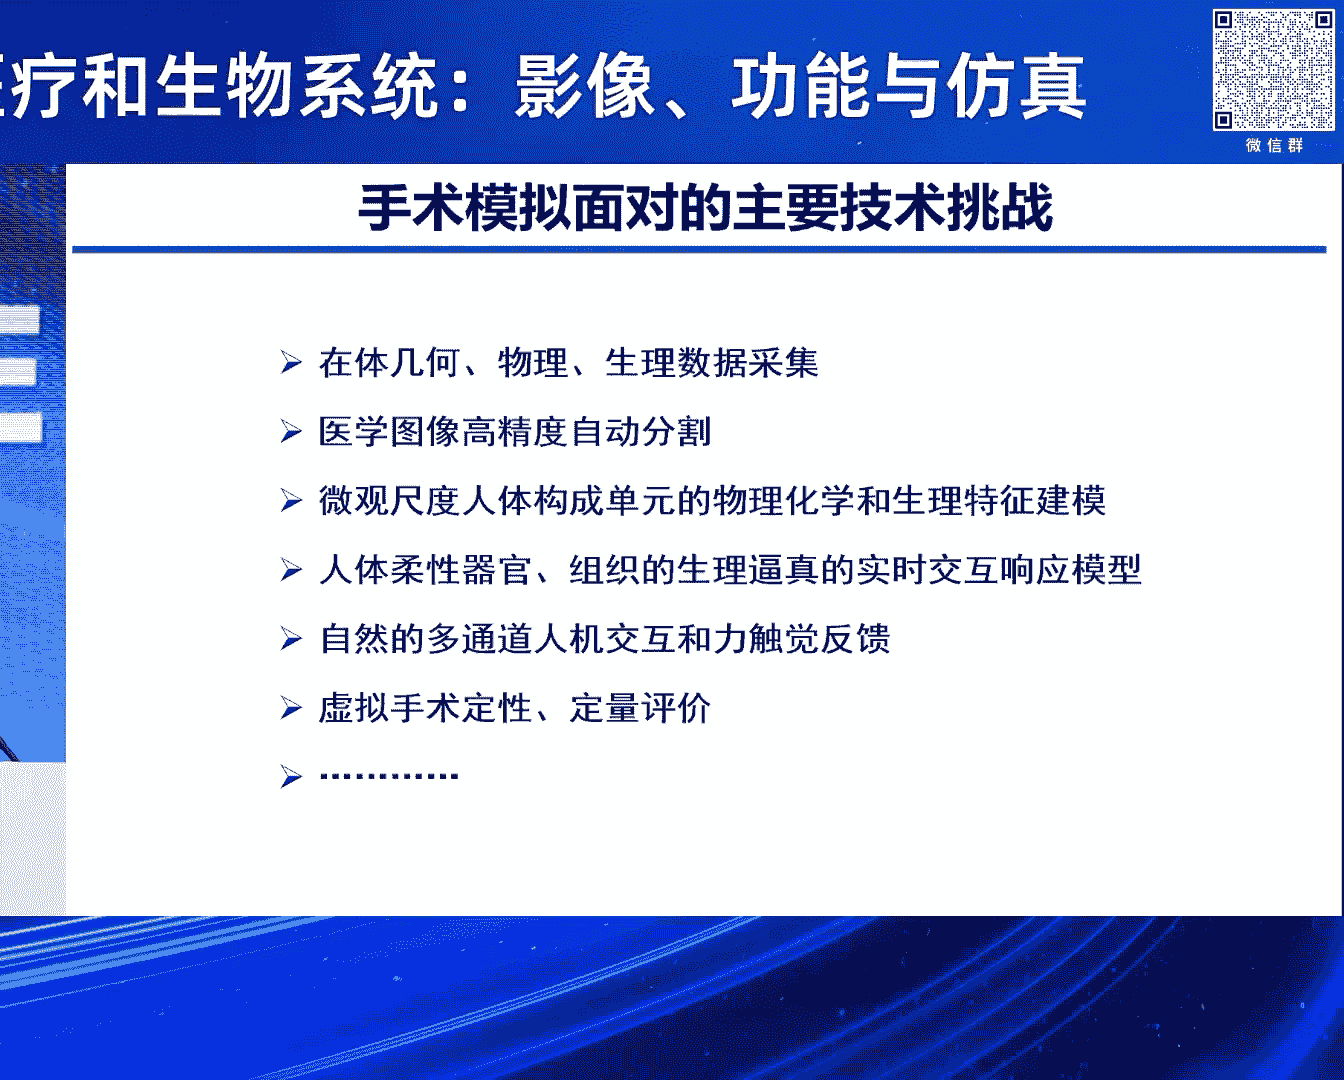 疗和生物系统：影像、功能与仿真
微信群
手术模拟面对的主要技术挑战
➢ 在体几何、物理、生理数据采集
➢ 医学图像高精度自动分割
➢ 微观尺度人体构成单元的物理化学和生理特征建模
➢ 人体柔性器官、组织的生理逼真的实时交互响应模型
➢ 自然的多通道人机交互和力触觉反馈
➢ 虚拟手术定性、定量评价
➢ …………